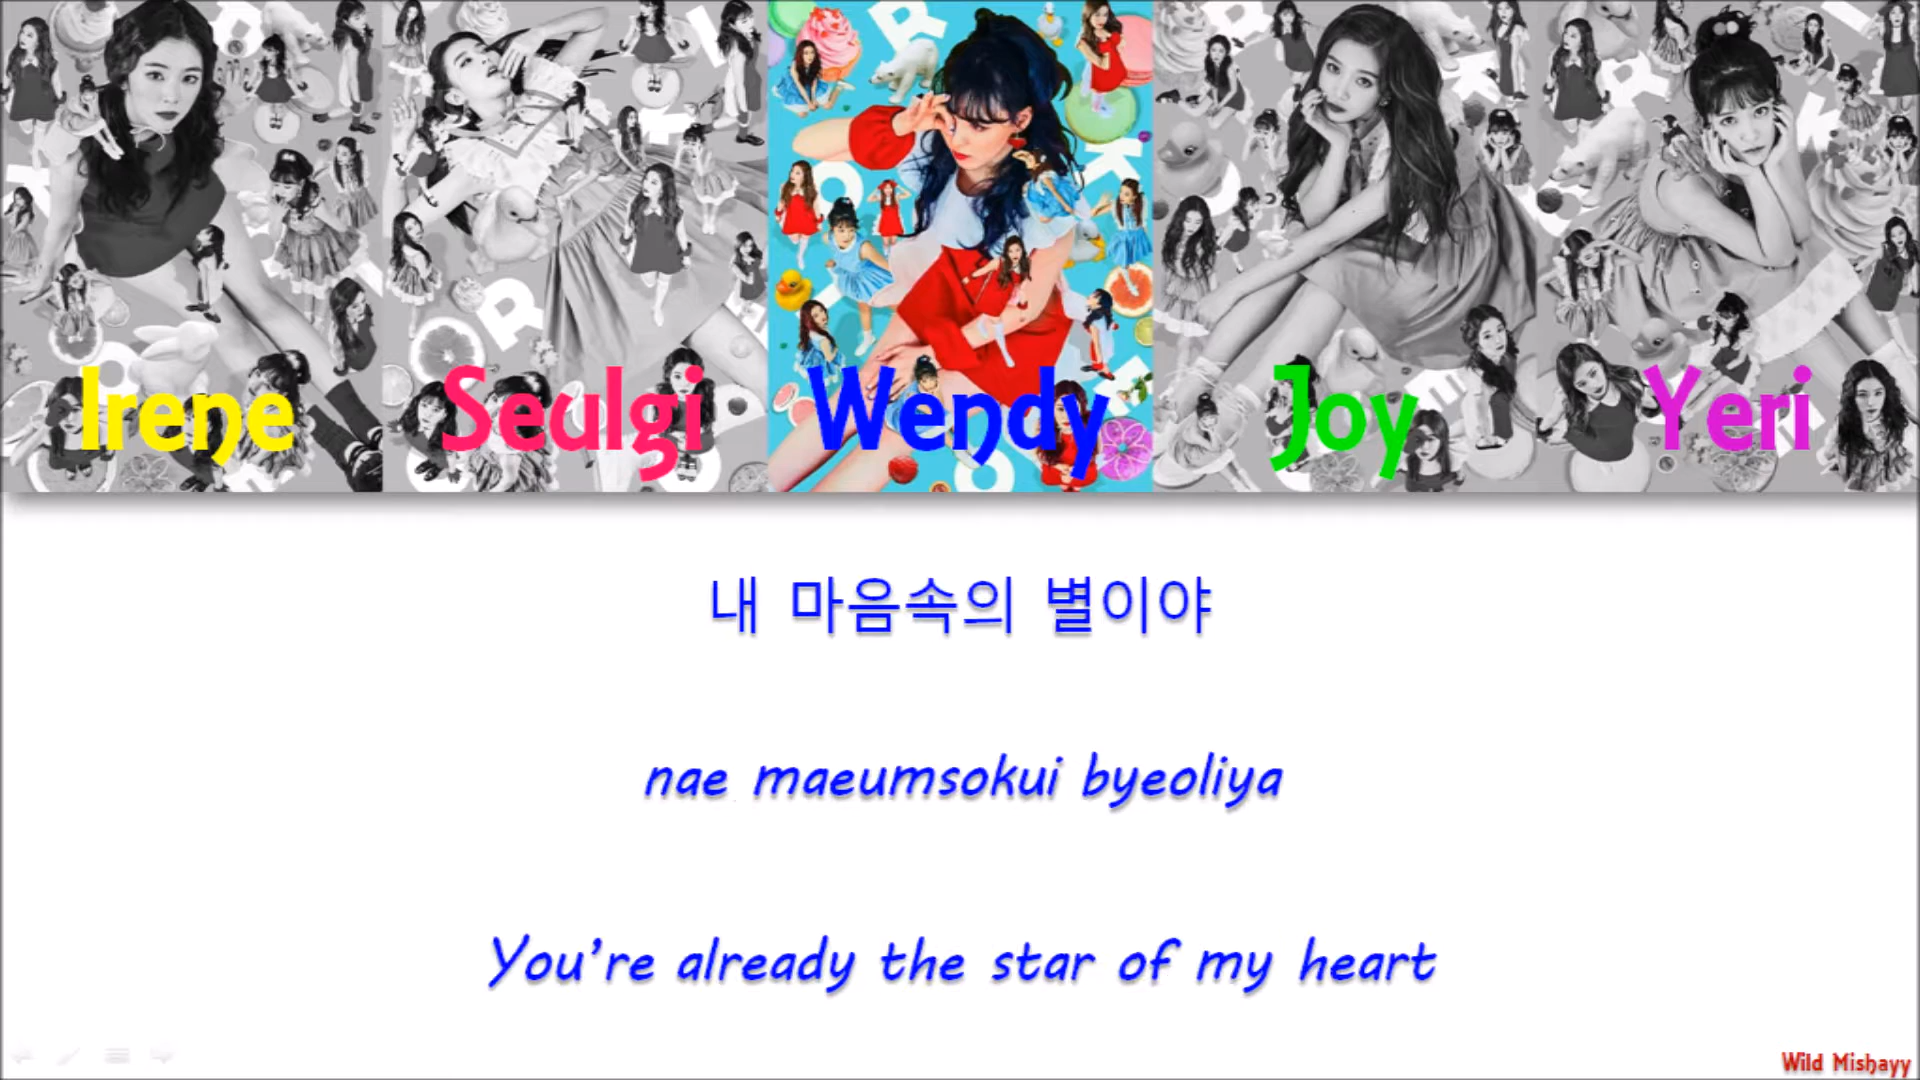 Irene Seulgi Wendy Joy Yeri
내 마음속의 별이야
nae maeumsokui byeoliya
You're already the star of my heart
Wild Mishayy